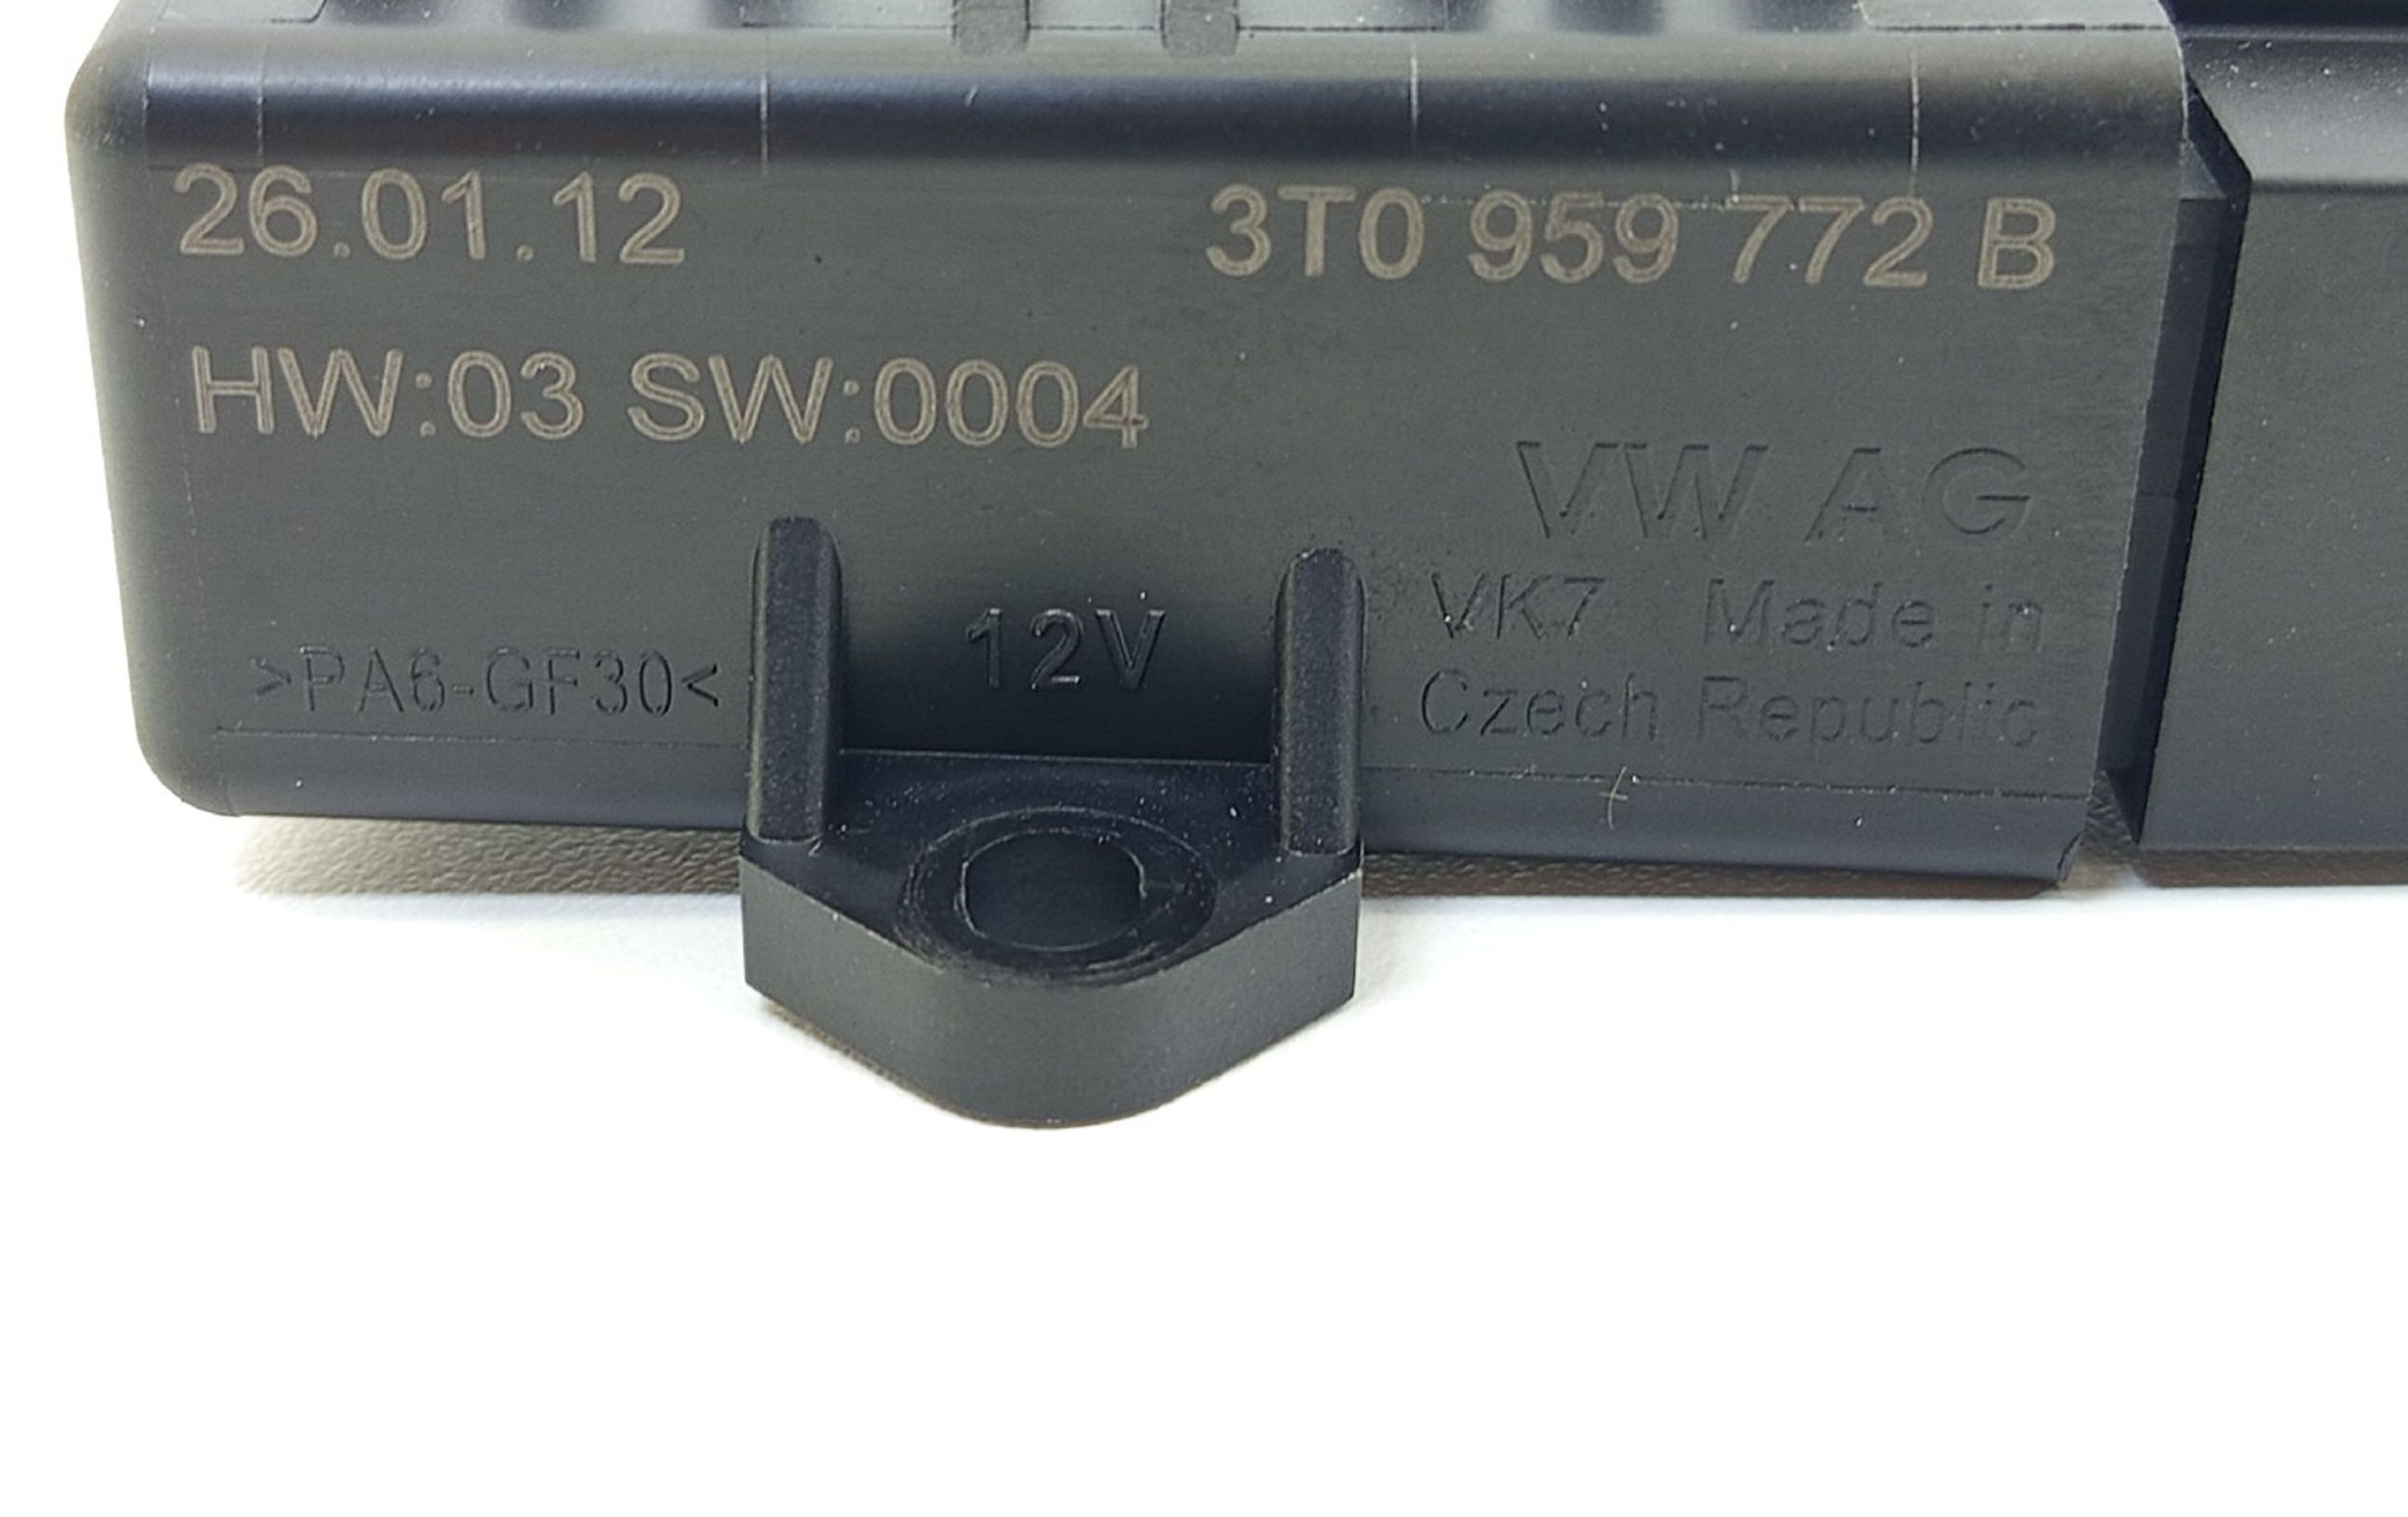 26.01.12 3T0 959 772 B
HW:03 SW:0004
VW AG
>PA6-GF30< 12V VK7 Made in
Czech Republic